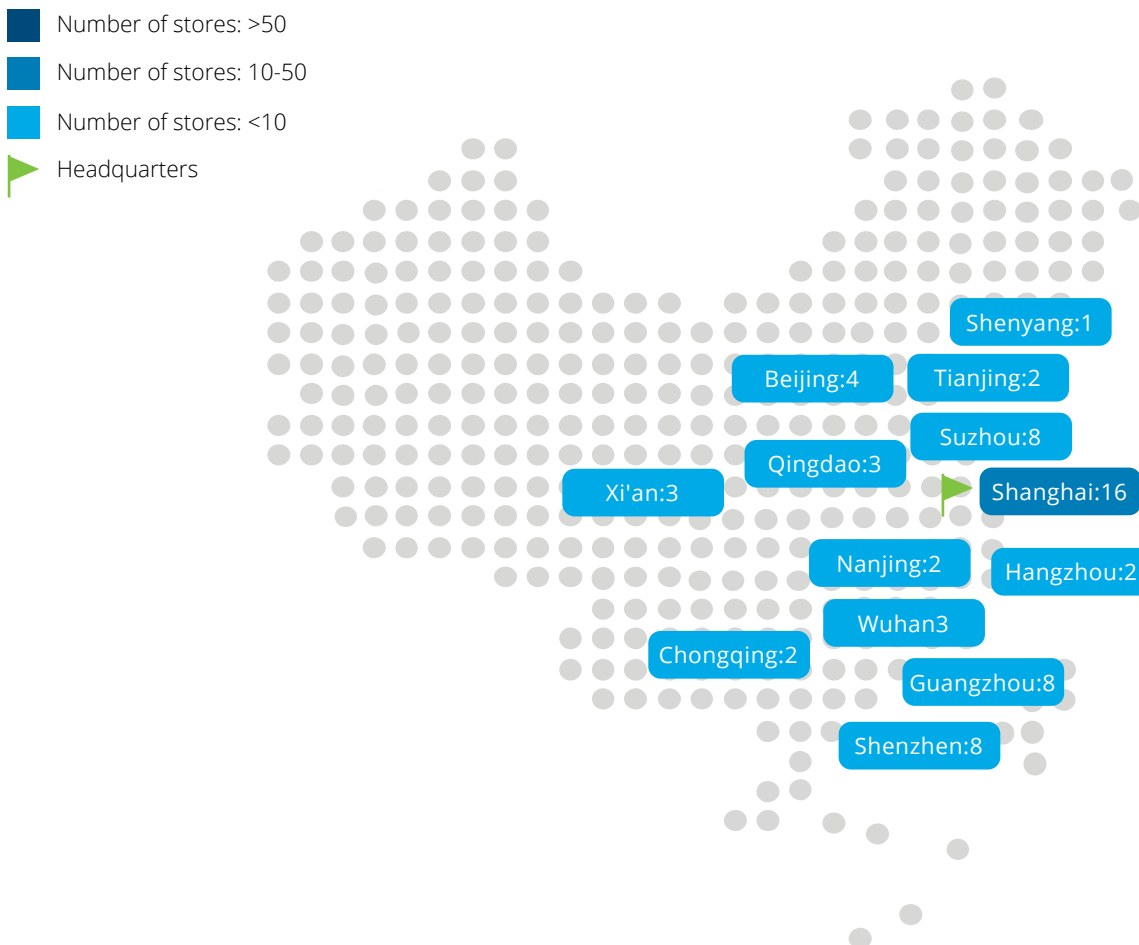 Number of stores: >50
Number of stores: 10-50
Number of stores: <10
Headquarters
Shenyang:1
Beijing:4
Tianjing:2
Suzhou:8
Qingdao:3
Xi'an:3
Shanghai:16
Nanjing:2
Hangzhou:2
Wuhan3
Chongqing:2
Guangzhou:8
Shenzhen:8